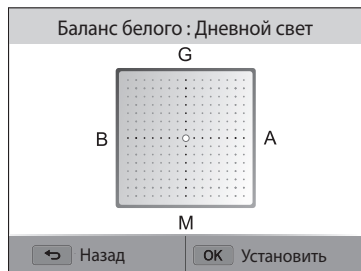 Баланс белого : Дневной свет
G
B A
M
Назад OK Установить